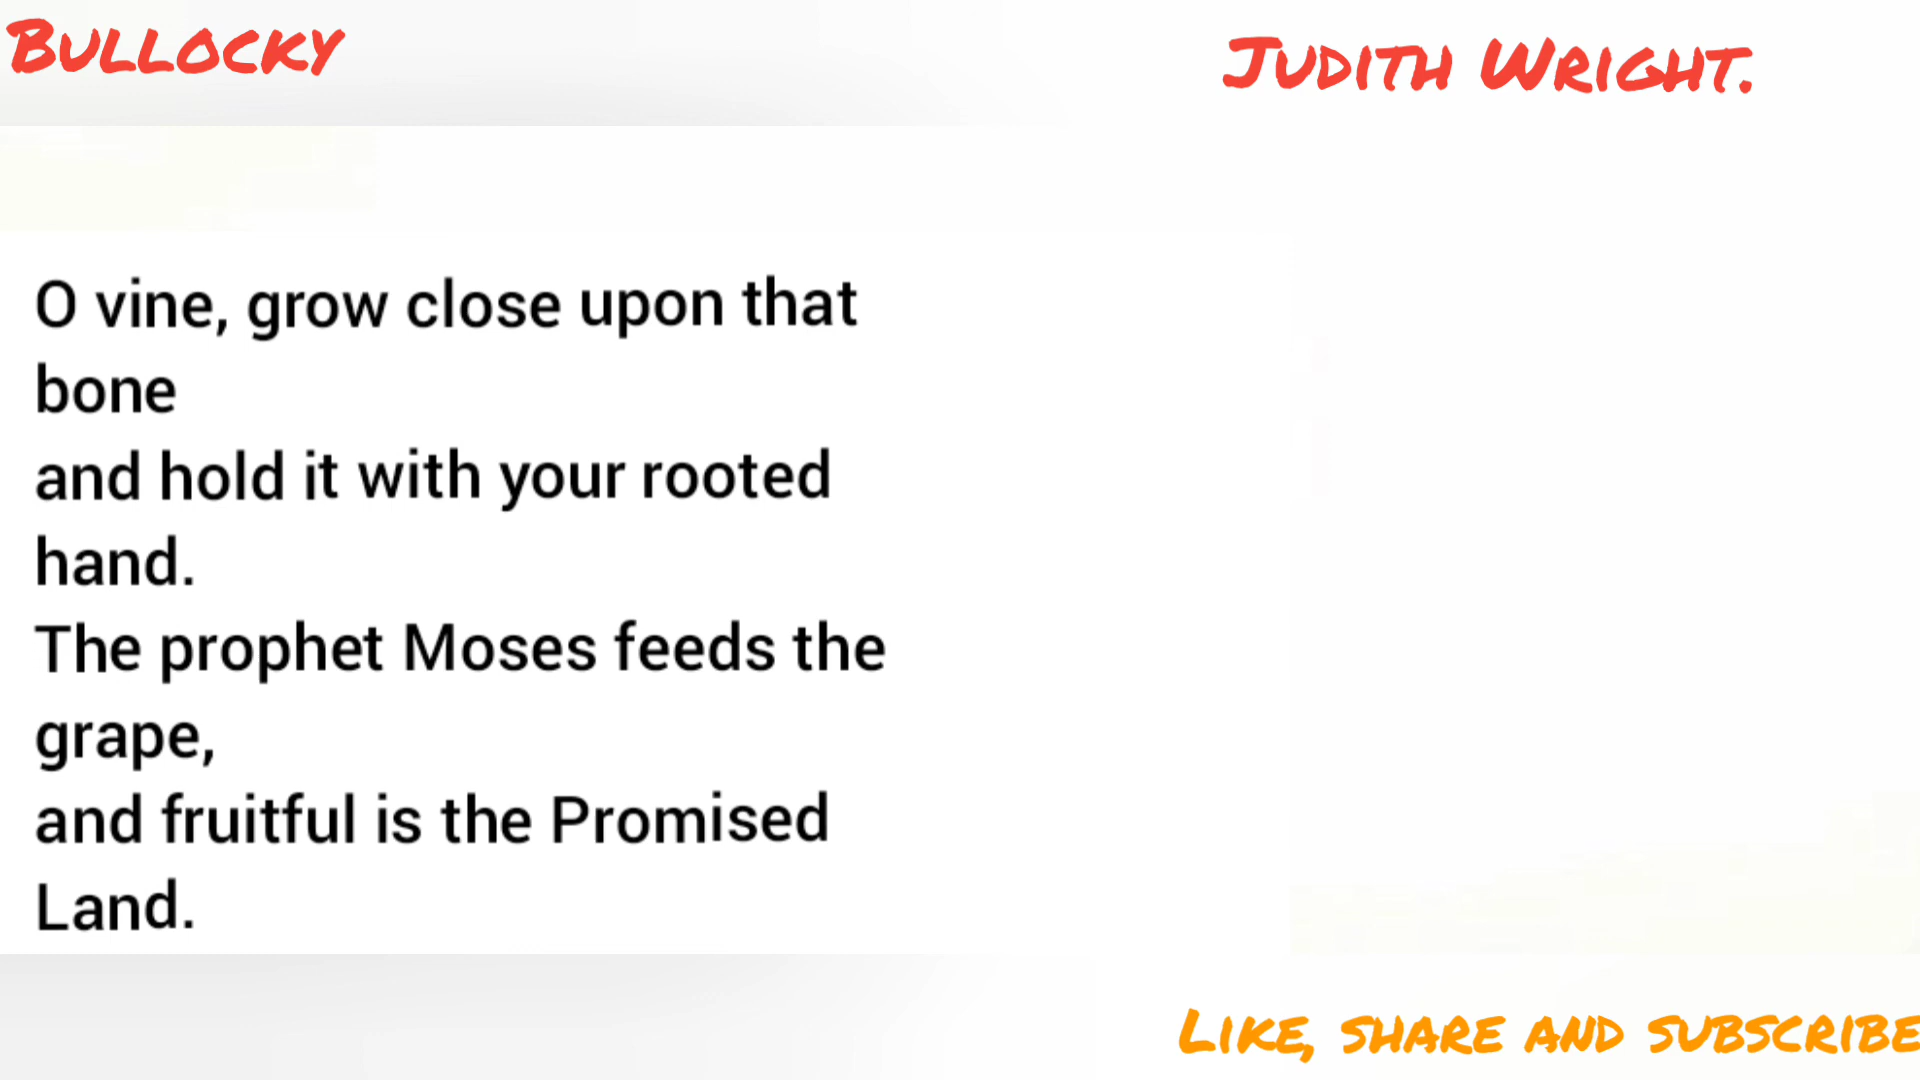 Bullocky
Judith Wright.
O vine, grow close upon that
bone
and hold it with your rooted
hand.
The prophet Moses feeds the
grape,
and fruitful is the Promised
Land.
Like, share and subscribe